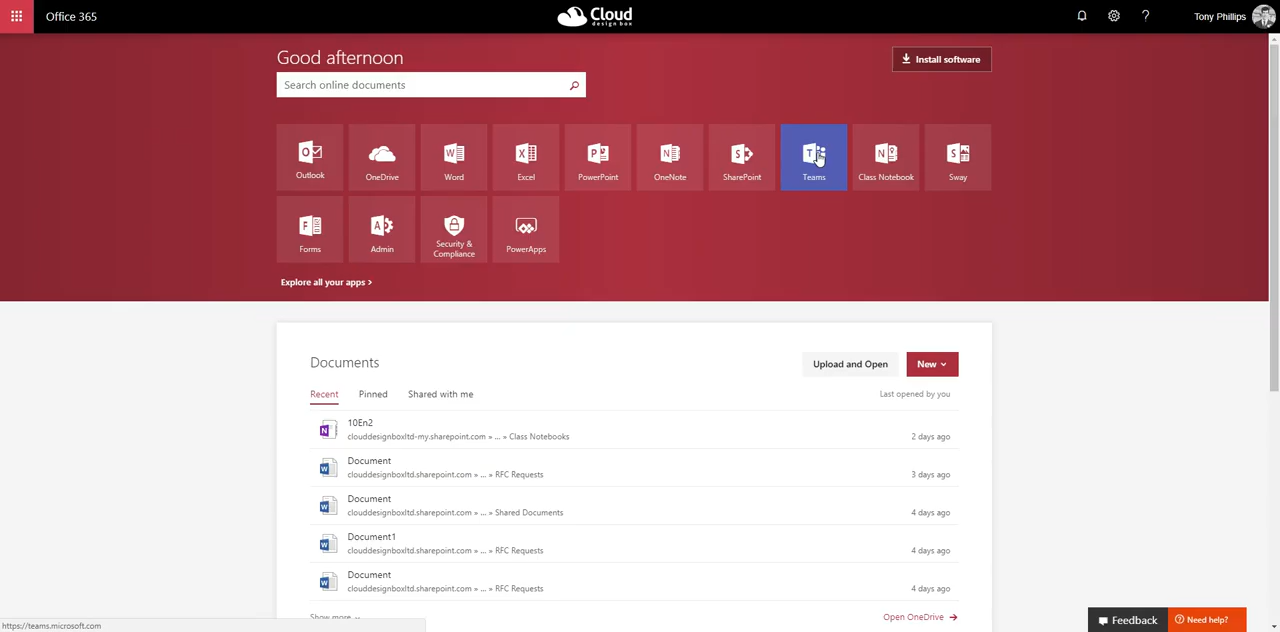 Office 365
Cloud
design box
Tony Phillips
Good afternoon
Install software
Search online documents
Outlook
OneDrive
Word
Excel
PowerPoint
OneNote
SharePoint
Teams
Class Notebook
Sway
Forms
Admin
Security &
Compliance
PowerApps
Explore all your apps >
Documents
Upload and Open
New
Recent
Pinned
Shared with me
Last opened by you
10En2
clouddesignboxltd-my.sharepoint.com » ... » Class Notebooks
2 days ago
Document
clouddesignboxltd.sharepoint.com » ... » RFC Requests
3 days ago
Document
clouddesignboxltd.sharepoint.com » ... » Shared Documents
4 days ago
Document1
clouddesignboxltd.sharepoint.com » ... » RFC Requests
4 days ago
Document
clouddesignboxltd.sharepoint.com » ... » RFC Requests
4 days ago
Show more
Open OneDrive
https://teams.microsoft.com
Feedback
Need help?